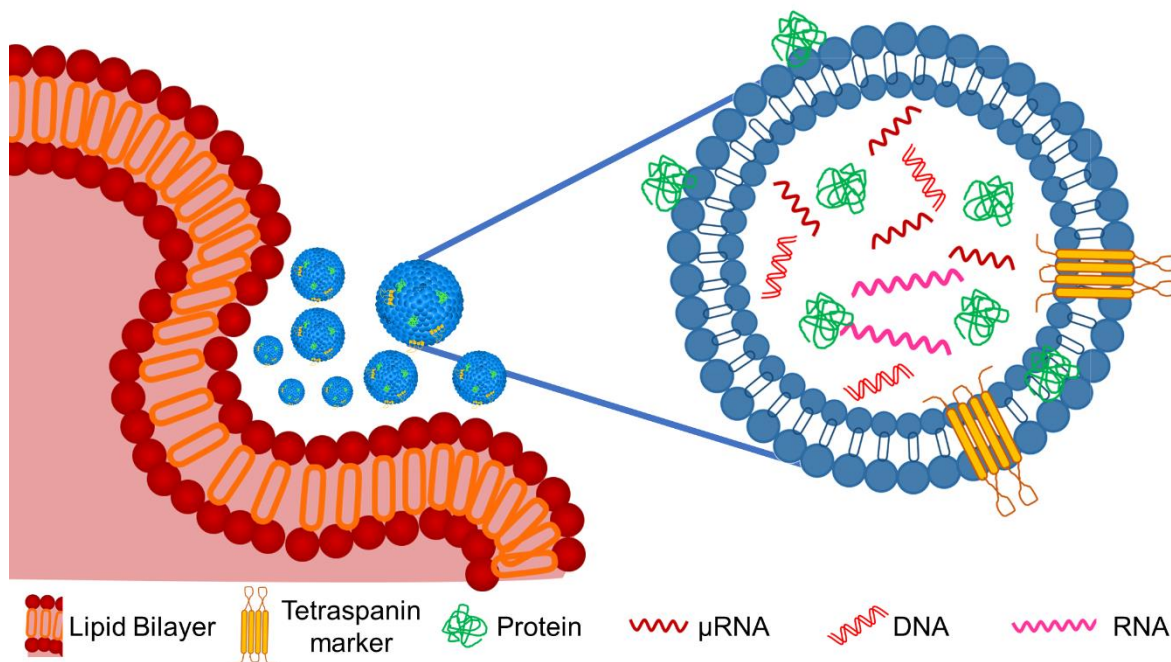 Lipid Bilayer
Tetraspanin
marker
Protein
μRNA
DNA
RNA